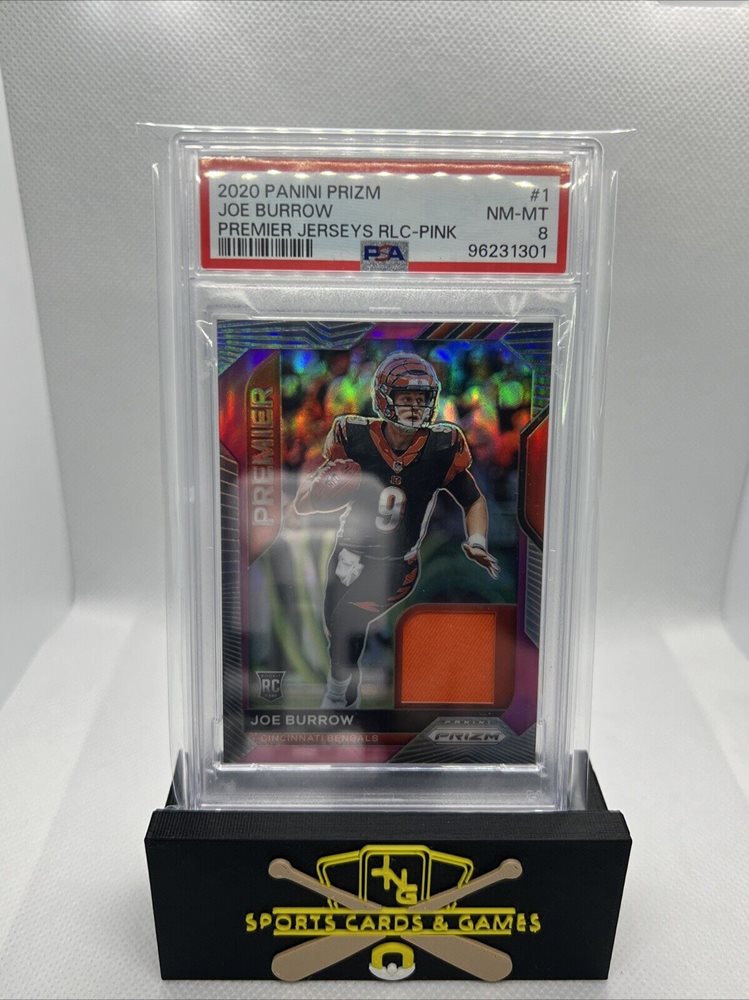 2020 PANINI PRIZM #1
JOE BURROW NM-MT
PREMIER JERSEYS RLC-PINK 8
PSA 96231301
PREMIER
9
RC
JOE BURROW
CINCINNATI BENGALS
PANINI
PRIZM
NG
SPORTS CARDS & GAMES